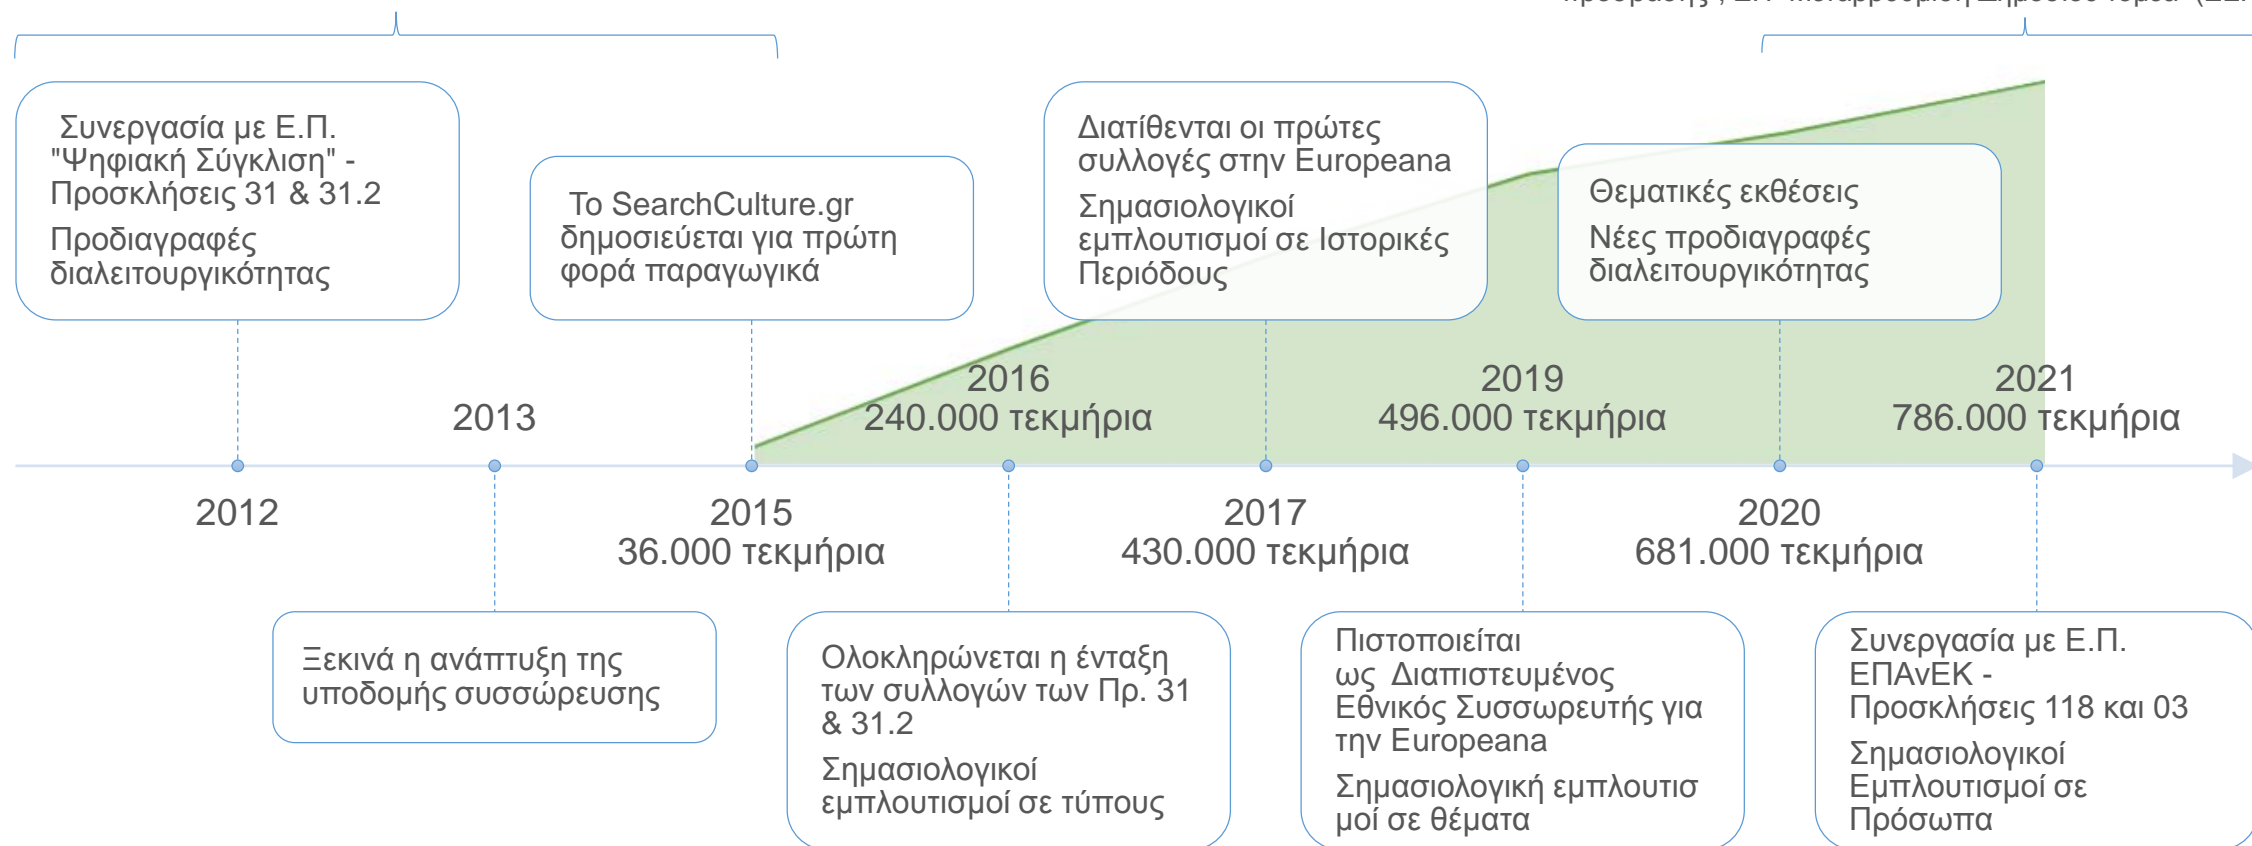 Συνεργασία με Ε.Π.
"Ψηφιακή Σύγκλιση" -
Προσκλήσεις 31 & 31.2
Προδιαγραφές
διαλειτουργικότητας
Το SearchCulture.gr
δημοσιεύεται για πρώτη
φορά παραγωγικά
Διατίθενται οι πρώτες
συλλογές στην Europeana
Σημασιολογικοί
εμπλουτισμοί σε Ιστορικές
Περιόδους
Θεματικές εκθέσεις
Νέες προδιαγραφές
διαλειτουργικότητας
2013
2016
240.000 τεκμήρια
2019
496.000 τεκμήρια
2021
786.000 τεκμήρια
2012
2015
36.000 τεκμήρια
2017
430.000 τεκμήρια
2020
681.000 τεκμήρια
Ξεκινά η ανάπτυξη της
υποδομής συσσώρευσης
Ολοκληρώνεται η ένταξη
των συλλογών των Πρ. 31
& 31.2
Σημασιολογικοί
εμπλουτισμοί σε τύπους
Πιστοποιείται
ως Διαπιστευμένος
Εθνικός Συσσωρευτής για
την Europeana
Σημασιολογική εμπλουτισ
μοί σε θέματα
Συνεργασία με Ε.Π.
ΕΠΑνΕΚ -
Προσκλήσεις 118 και 03
Σημασιολογικοί
Εμπλουτισμοί σε
Πρόσωπα